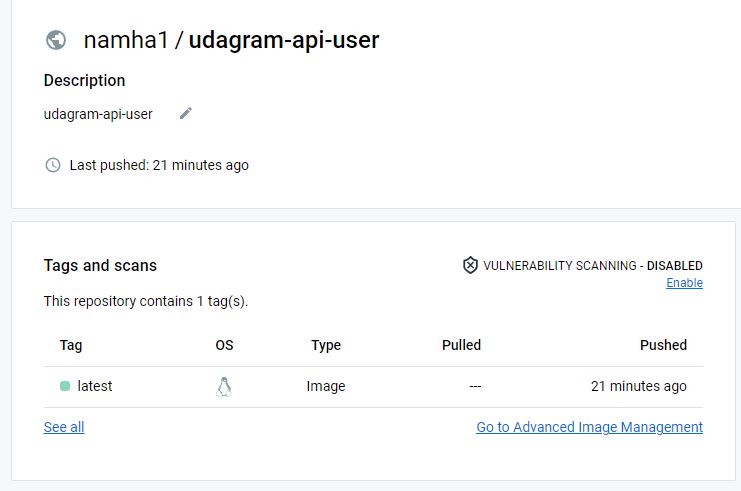 namha1 / udagram-api-user
Description
udagram-api-user
Last pushed: 21 minutes ago
Tags and scans
VULNERABILITY SCANNING - DISABLED
Enable
This repository contains 1 tag(s).
Tag OS Type Pulled Pushed
latest Image --- 21 minutes ago
See all Go to Advanced Image Management